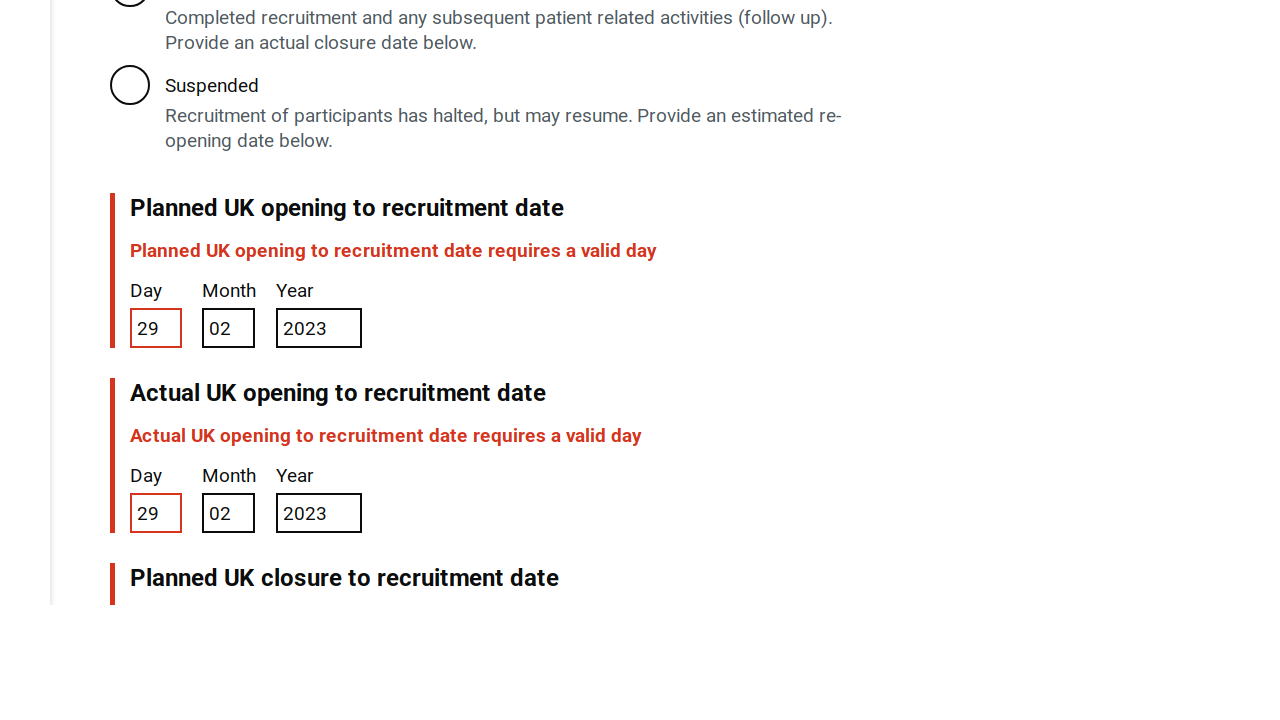 Completed recruitment and any subsequent patient related activities (follow up).
Provide an actual closure date below.
Suspended
Recruitment of participants has halted, but may resume. Provide an estimated re-
opening date below.
Planned UK opening to recruitment date
Planned UK opening to recruitment date requires a valid day
Day Month Year
29 02 2023
Actual UK opening to recruitment date
Actual UK opening to recruitment date requires a valid day
Day Month Year
29 02 2023
Planned UK closure to recruitment date